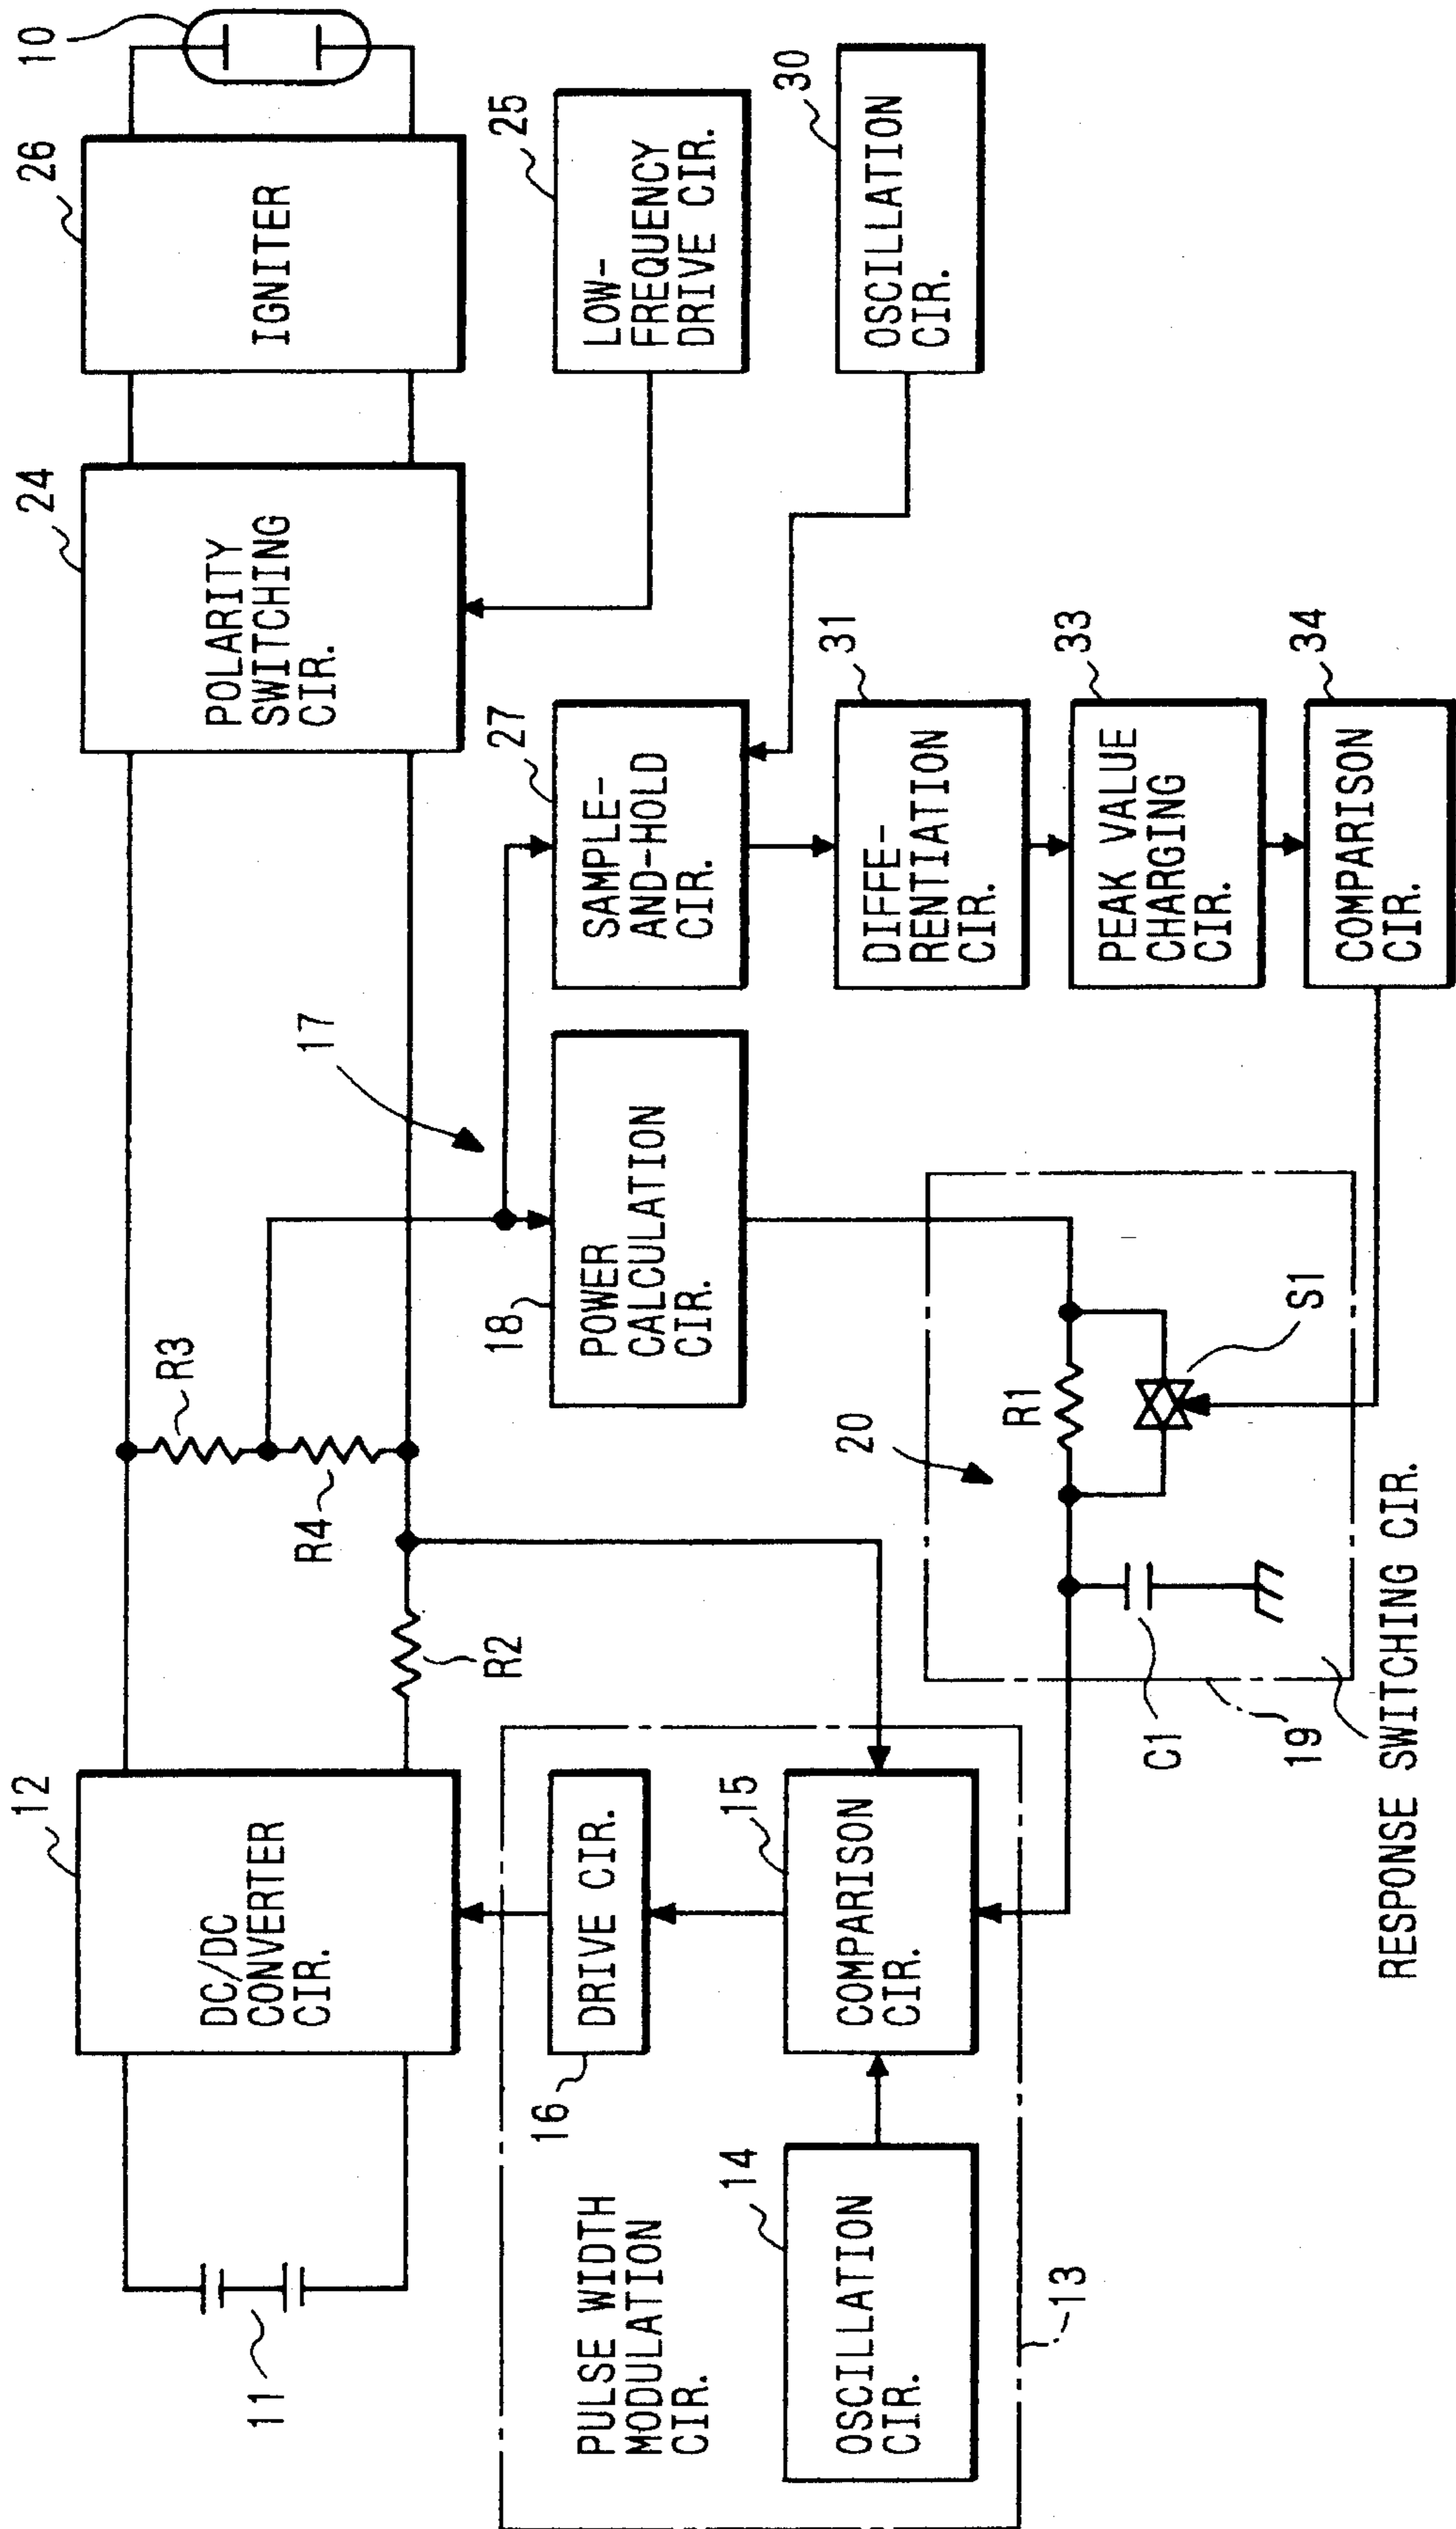 12
24
26
10
DC/DC
CONVERTER
CIR.
POLARITY
SWITCHING
CIR.
IGNITER
11
R3
R4
R2
17
25
LOW-
FREQUENCY
DRIVE CIR.
PULSE WIDTH
MODULATION
CIR.
16
DRIVE CIR.
18
POWER
CALCULATION
CIR.
27
SAMPLE-
AND-HOLD
CIR.
30
OSCILLATION
CIR.
14
OSCILLATION
CIR.
15
COMPARISON
CIR.
31
DIFFE-
RENTIATION
CIR.
13
20
R1
S1
C1
19
33
PEAK VALUE
CHARGING
CIR.
34
COMPARISON
CIR.
RESPONSE SWITCHING CIR.